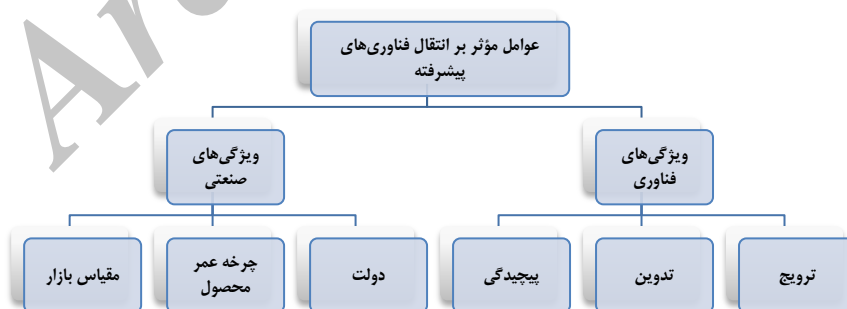 عوامل مؤثر بر انتقال فناوری‌های
پیشرفته
ویژگی‌های
فناوری
ویژگی‌های
صنعتی
ترویج
تدوین
پیچیدگی
دولت
چرخه عمر
محصول
مقیاس بازار